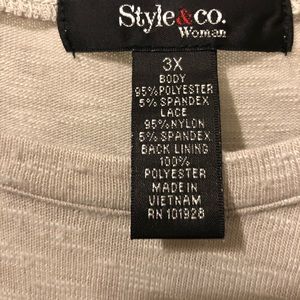 Style&co.
Woman
3X
BODY
95% POLYESTER
5% SPANDEX
LACE
95% NYLON
5% SPANDEX
BACK LINING
100%
POLYESTER
MADE IN
VIETNAM
RN 101928